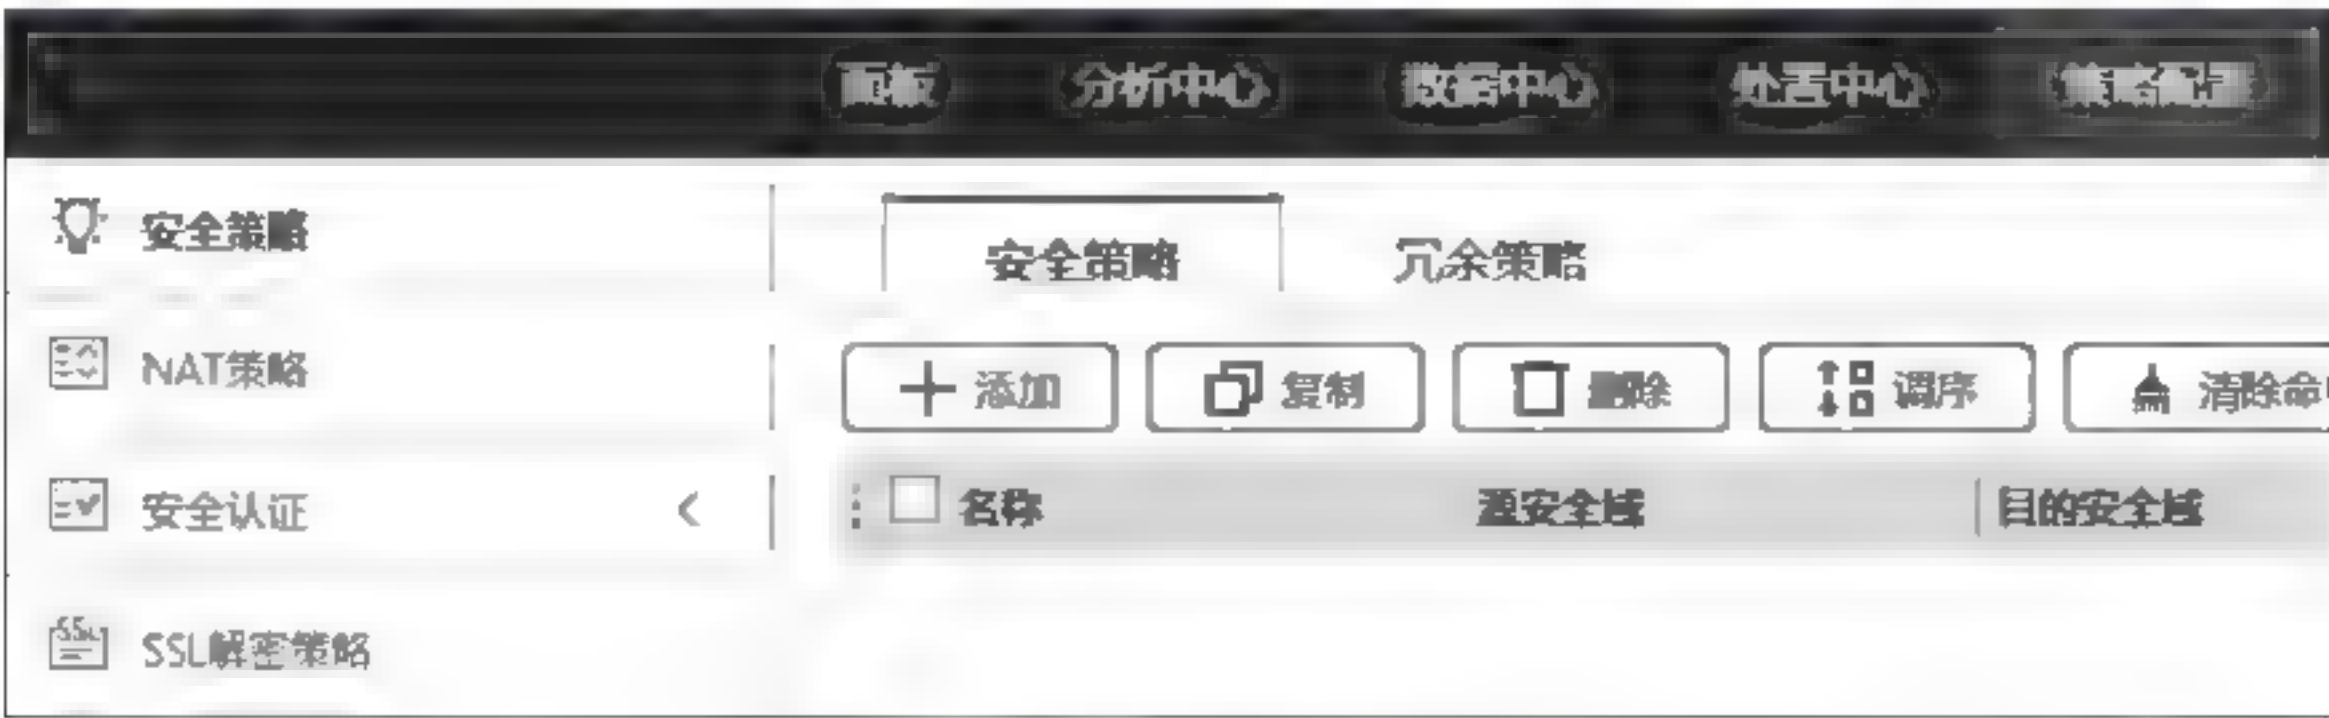 面板 分析中心 数据中心 处置中心 策略配置
安全策略
安全策略 冗余策略
NAT策略
添加 复制 删除 调序 清除命中
安全认证
名称 源安全域 目的安全域
SSL解密策略